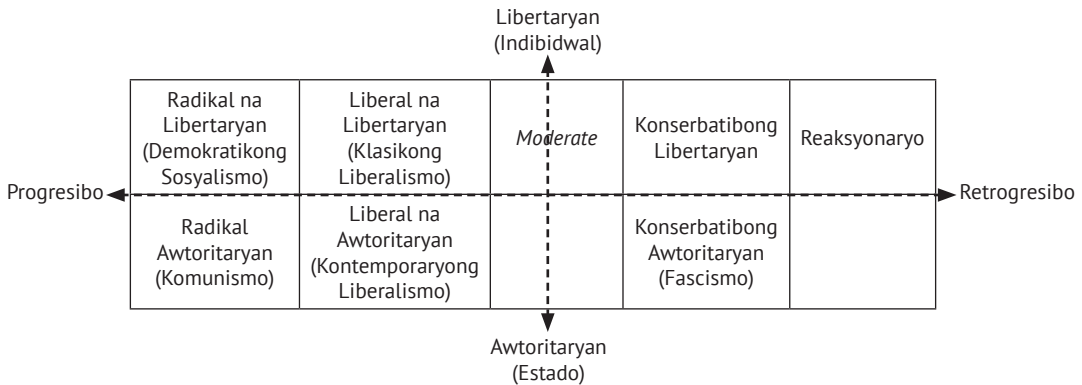 Libertaryan
(Indibidwal)
Radikal na
Libertaryan
(Demokratikong
Sosyalismo)
Liberal na
Libertaryan
(Klasikong
Liberalismo)
Moderate
Konserbatibong
Libertaryan
Reaksyonaryo
Progresibo
Retrogresibo
Radikal
Awtoritaryan
(Komunismo)
Liberal na
Awtoritaryan
(Kontemporaryong
Liberalismo)
Konserbatibong
Awtoritaryan
(Fascismo)
Awtoritaryan
(Estado)